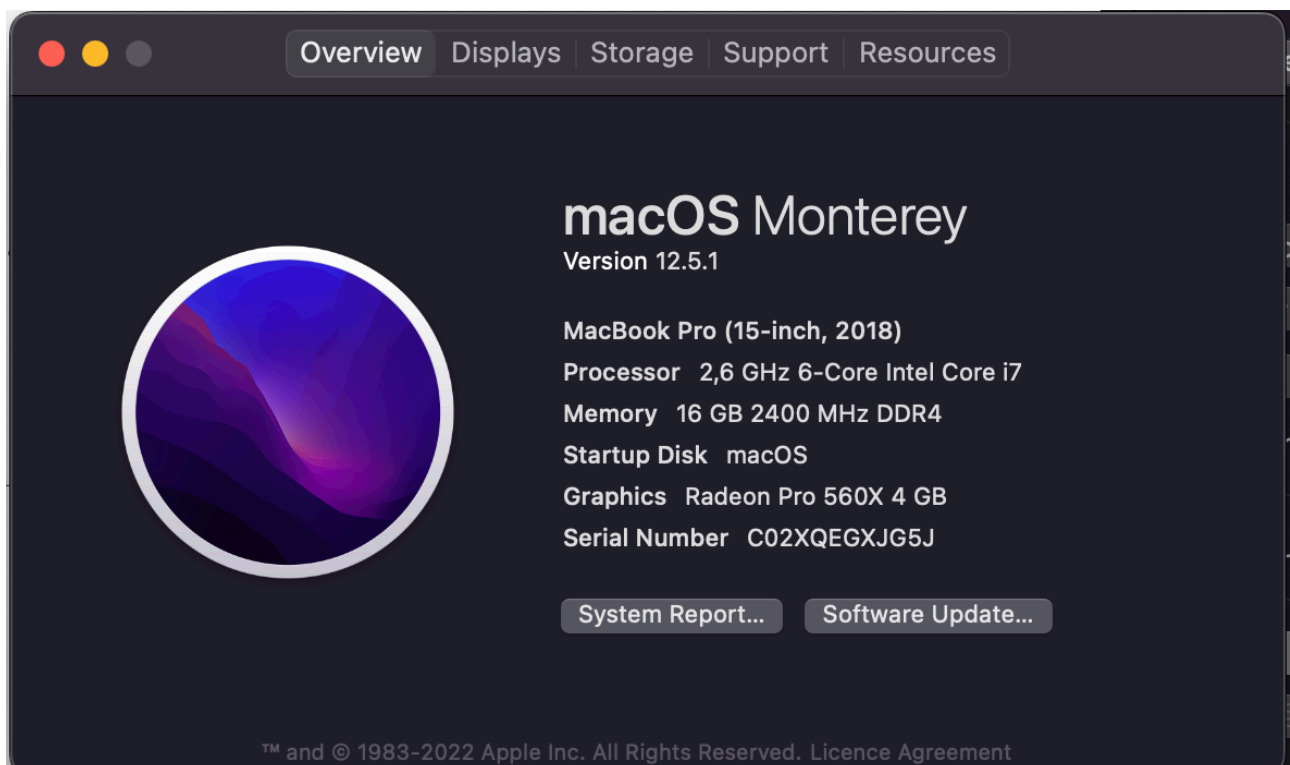 Overview Displays Storage Support Resources
macOS Monterey
Version 12.5.1
MacBook Pro (15-inch, 2018)
Processor 2,6 GHz 6-Core Intel Core i7
Memory 16 GB 2400 MHz DDR4
Startup Disk macOS
Graphics Radeon Pro 560X 4 GB
Serial Number C02XQEGXJG5J
System Report... Software Update...
™ and © 1983-2022 Apple Inc. All Rights Reserved. Licence Agreement